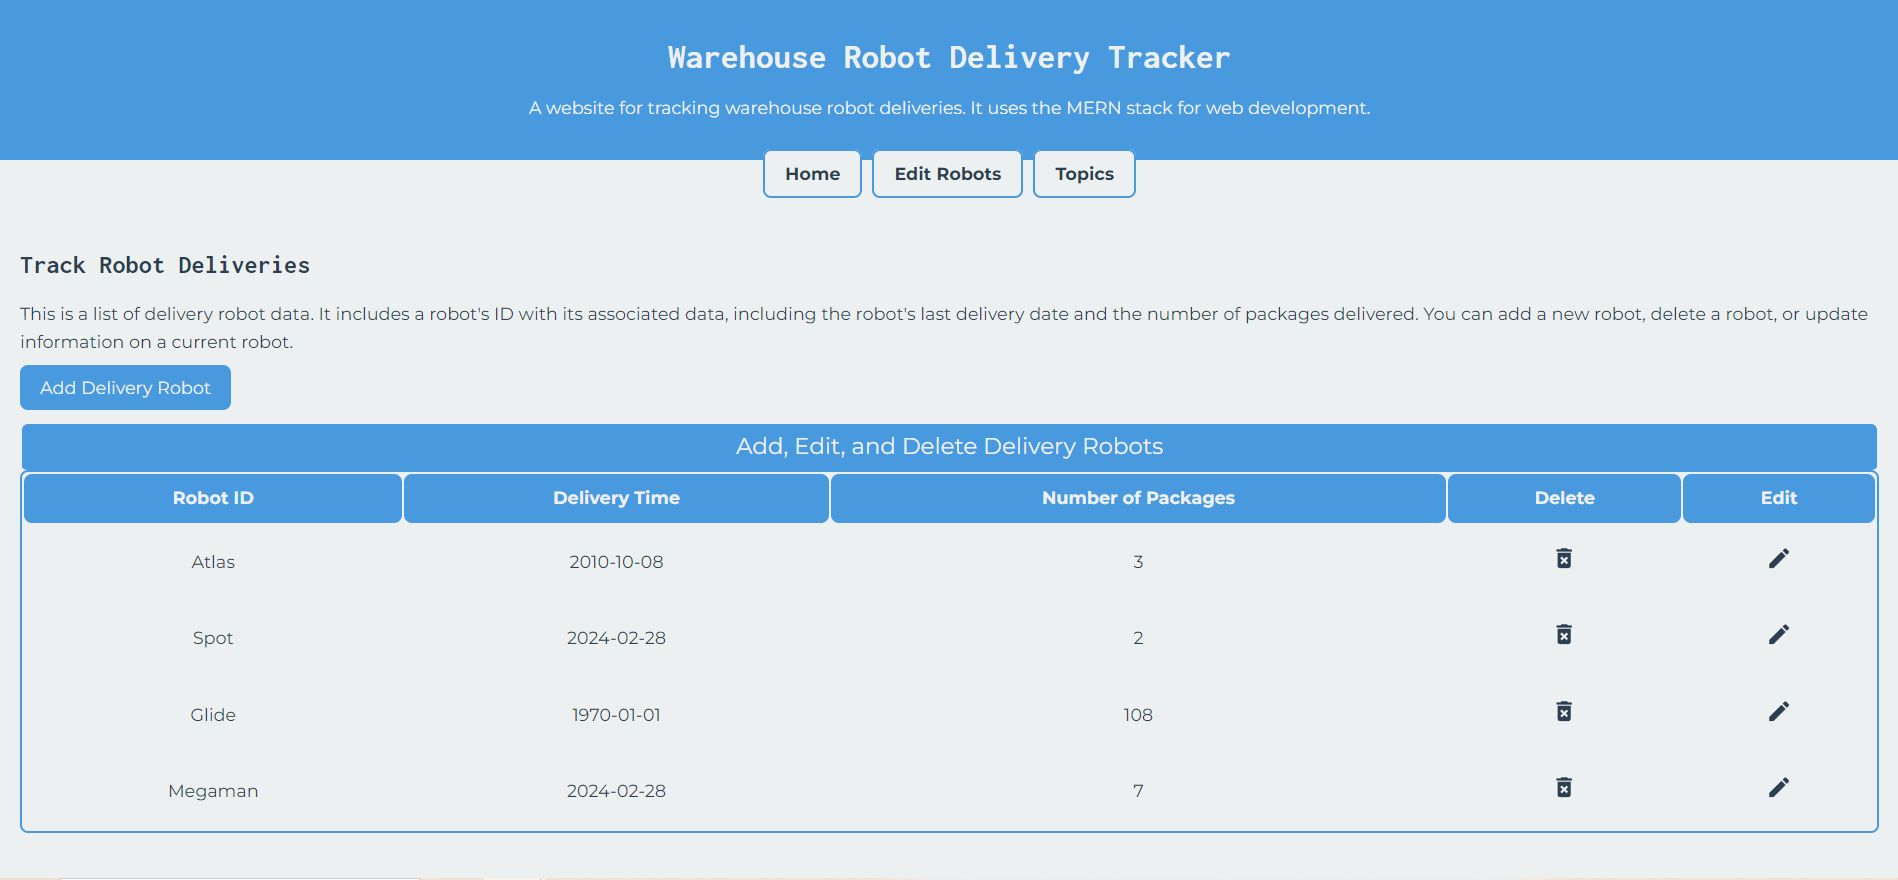 Warehouse Robot Delivery Tracker
A website for tracking warehouse robot deliveries. It uses the MERN stack for web development.
Home Edit Robots Topics
Track Robot Deliveries
This is a list of delivery robot data. It includes a robot's ID with its associated data, including the robot's last delivery date and the number of packages delivered. You can add a new robot, delete a robot, or update
information on a current robot.
Add Delivery Robot
Add, Edit, and Delete Delivery Robots
Robot ID Delivery Time Number of Packages Delete Edit
Atlas 2010-10-08 3
Spot 2024-02-28 2
Glide 1970-01-01 108
Megaman 2024-02-28 7